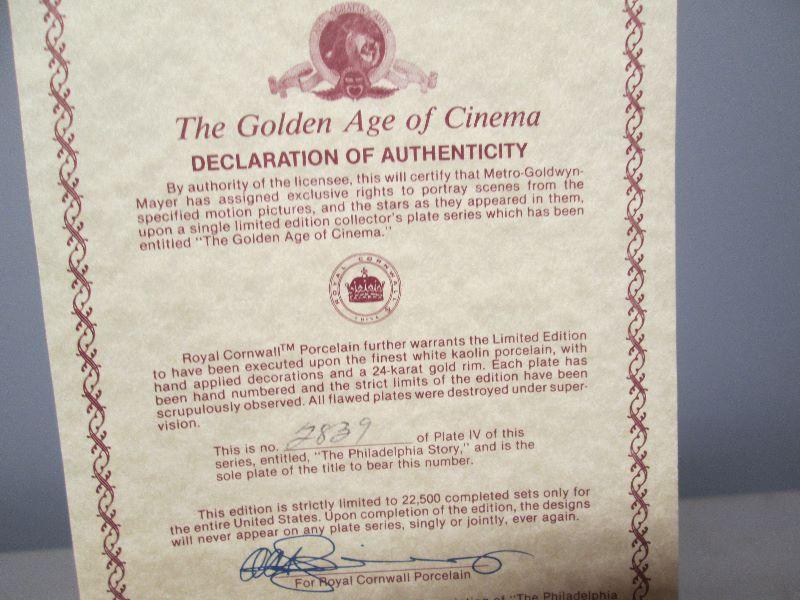 The Golden Age of Cinema
DECLARATION OF AUTHENTICITY
By authority of the licensee, this will certify that Metro-Goldwyn-
Mayer has assigned exclusive rights to portray scenes from the
specified motion pictures, and the stars as they appeared in them,
upon a single limited edition collector's plate series which has been
entitled "The Golden Age of Cinema."
ROYAL CORNWALL
CHINA
Royal Cornwall™ Porcelain further warrants the Limited Edition
to have been executed upon the finest white kaolin porcelain, with
hand applied decorations and a 24-karat gold rim. Each plate has
been hand numbered and the strict limits of the edition have been
scrupulously observed. All flawed plates were destroyed under super-
vision.
This is no. 2839 of Plate IV of this
series, entitled, "The Philadelphia Story," and is the
sole plate of the title to bear this number.
This edition is strictly limited to 22,500 completed sets only for
the entire United States. Upon completion of the edition, the designs
will never appear on any plate series, singly or jointly, ever again.
For Royal Cornwall Porcelain
of "The Philadelphia